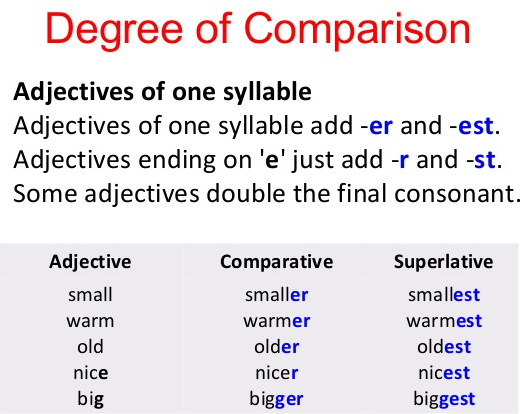 Degree of Comparison
Adjectives of one syllable
Adjectives of one syllable add -er and -est.
Adjectives ending on 'e' just add -r and -st.
Some adjectives double the final consonant.
Adjective Comparative Superlative
small smaller smallest
warm warmer warmest
old older oldest
nice nicer nicest
big bigger biggest